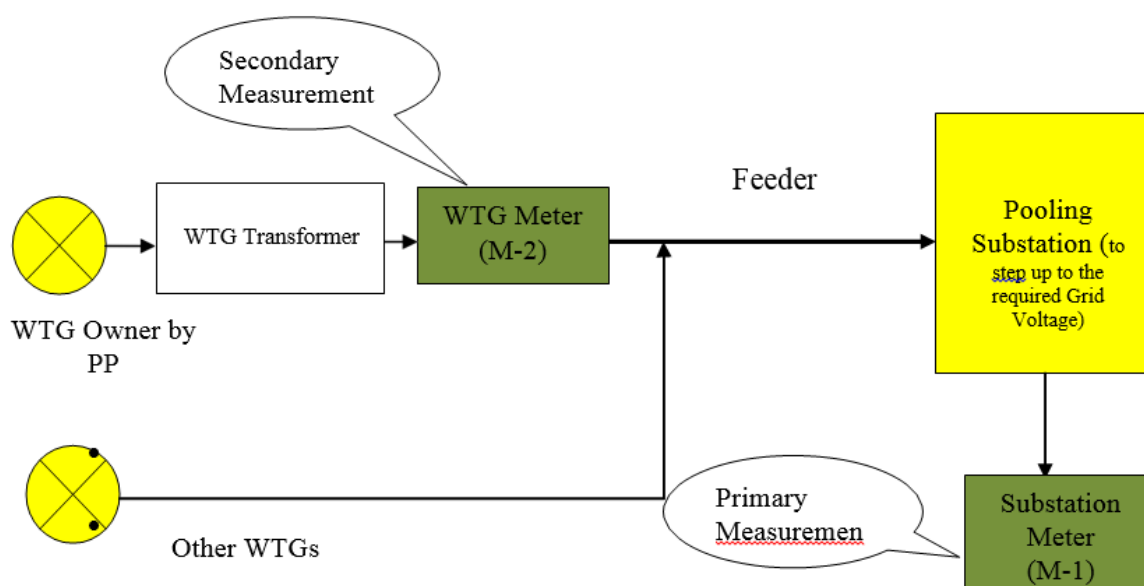 Secondary
Measurement
Feeder
WTG Transformer
WTG Meter
(M-2)
Pooling
Substation (to
step up to the
required Grid
Voltage)
WTG Owner by
PP
Other WTGs
Primary
Measuremen
Substation
Meter
(M-1)